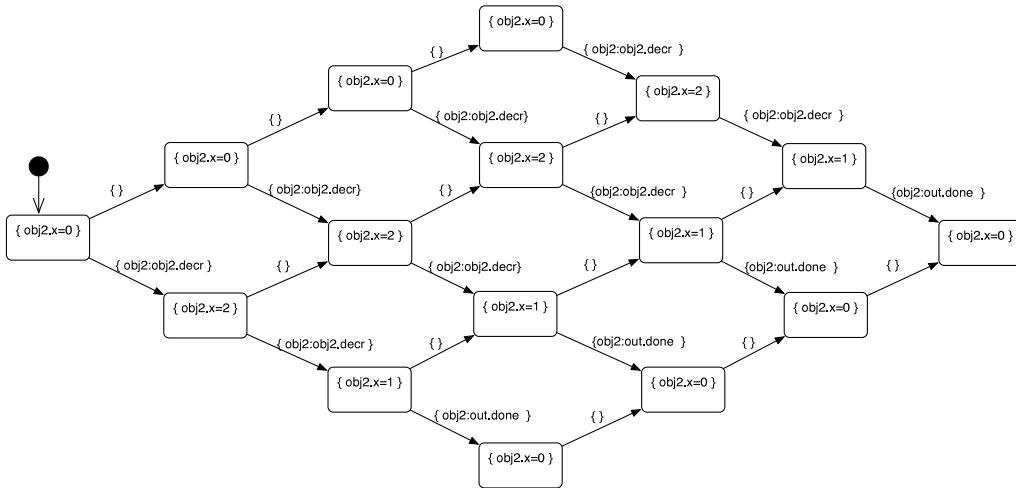 { obj2.x=0 }
{ }
{ obj2:obj2.decr  }
{ obj2.x=0 }
{ obj2.x=2 }
{ }
{obj2:obj2.decr}
{ }
{ obj2:obj2.decr  }
{ obj2.x=0 }
{ obj2.x=2 }
{ obj2.x=1 }
{ }
{obj2:obj2.decr}
{ }
{obj2:obj2.decr  }
{ }
{obj2:out.done  }
{ obj2.x=0 }
{ obj2.x=2 }
{ obj2.x=1 }
{ obj2.x=0 }
{ obj2:obj2.decr }
{ }
{obj2:obj2.decr}
{ }
{obj2:out.done  }
{ }
{ obj2.x=2 }
{ obj2.x=1 }
{ obj2.x=0 }
{ obj2:obj2.decr }
{ }
{obj2:out.done  }
{ }
{ obj2.x=1 }
{ obj2.x=0 }
{ obj2:out.done  }
{ }
{ obj2.x=0 }